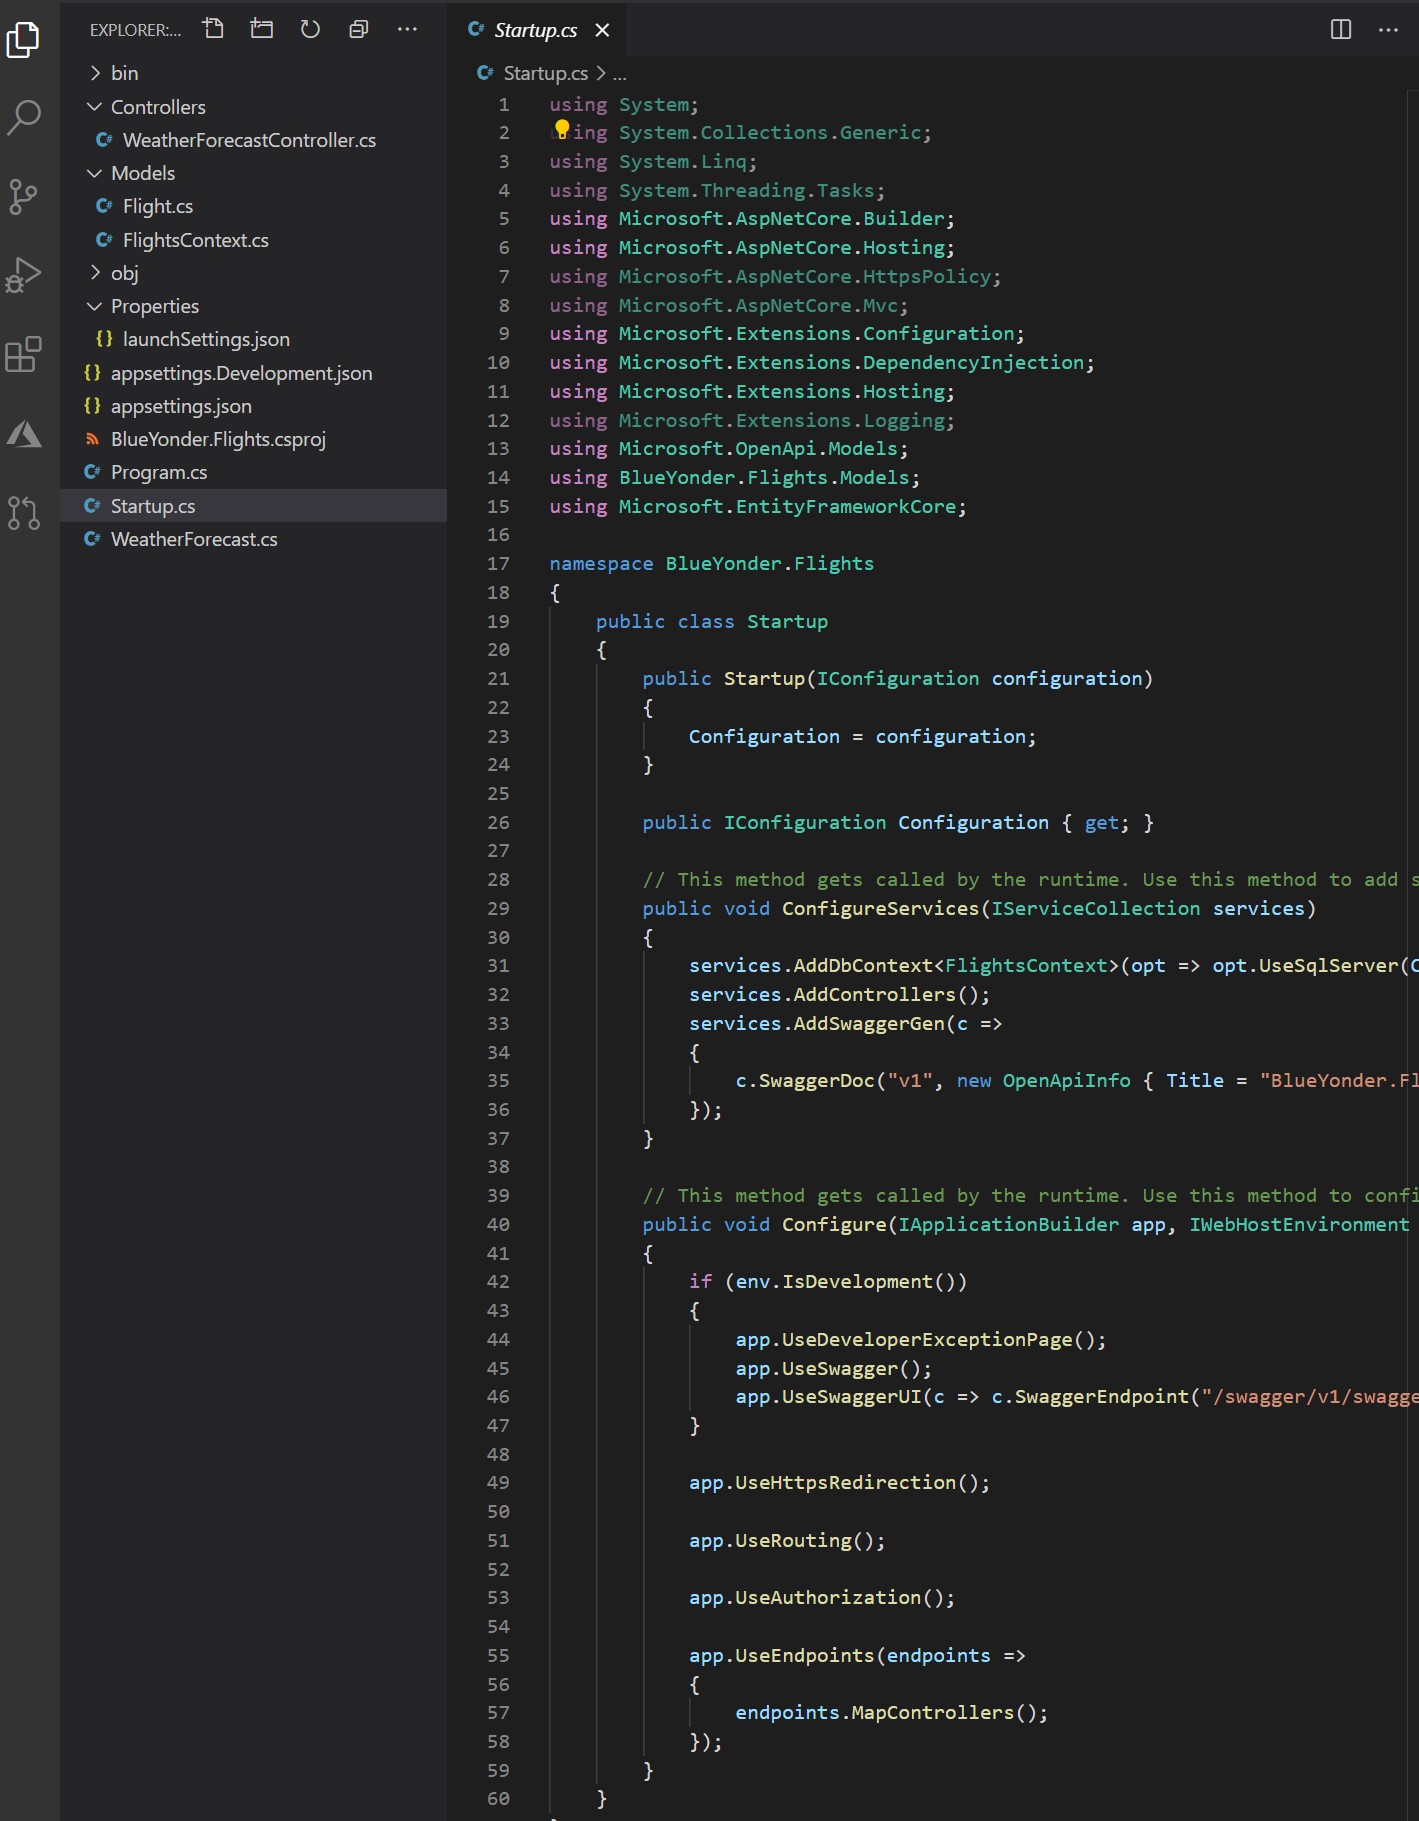 EXPLORER:...
bin
Controllers
WeatherForecastController.cs
Models
Flight.cs
FlightsContext.cs
obj
Properties
launchSettings.json
appsettings.Development.json
appsettings.json
BlueYonder.Flights.csproj
Program.cs
Startup.cs
WeatherForecast.cs
Startup.cs
Startup.cs > ...
1 using System;
2 using System.Collections.Generic;
3 using System.Linq;
4 using System.Threading.Tasks;
5 using Microsoft.AspNetCore.Builder;
6 using Microsoft.AspNetCore.Hosting;
7 using Microsoft.AspNetCore.HttpsPolicy;
8 using Microsoft.AspNetCore.Mvc;
9 using Microsoft.Extensions.Configuration;
10 using Microsoft.Extensions.DependencyInjection;
11 using Microsoft.Extensions.Hosting;
12 using Microsoft.Extensions.Logging;
13 using Microsoft.OpenApi.Models;
14 using BlueYonder.Flights.Models;
15 using Microsoft.EntityFrameworkCore;
16
17 namespace BlueYonder.Flights
18 {
19 public class Startup
20 {
21 public Startup(IConfiguration configuration)
22 {
23 Configuration = configuration;
24 }
25
26 public IConfiguration Configuration { get; }
27
28 // This method gets called by the runtime. Use this method to add s
29 public void ConfigureServices(IServiceCollection services)
30 {
31 services.AddDbContext<FlightsContext>(opt => opt.UseSqlServer(C
32 services.AddControllers();
33 services.AddSwaggerGen(c =>
34 {
35 c.SwaggerDoc("v1", new OpenApiInfo { Title = "BlueYonder.Fl
36 });
37 }
38
39 // This method gets called by the runtime. Use this method to confi
40 public void Configure(IApplicationBuilder app, IWebHostEnvironment
41 {
42 if (env.IsDevelopment())
43 {
44 app.UseDeveloperExceptionPage();
45 app.UseSwagger();
46 app.UseSwaggerUI(c => c.SwaggerEndpoint("/swagger/v1/swagge
47 }
48
49 app.UseHttpsRedirection();
50
51 app.UseRouting();
52
53 app.UseAuthorization();
54
55 app.UseEndpoints(endpoints =>
56 {
57 endpoints.MapControllers();
58 });
59 }
60 }